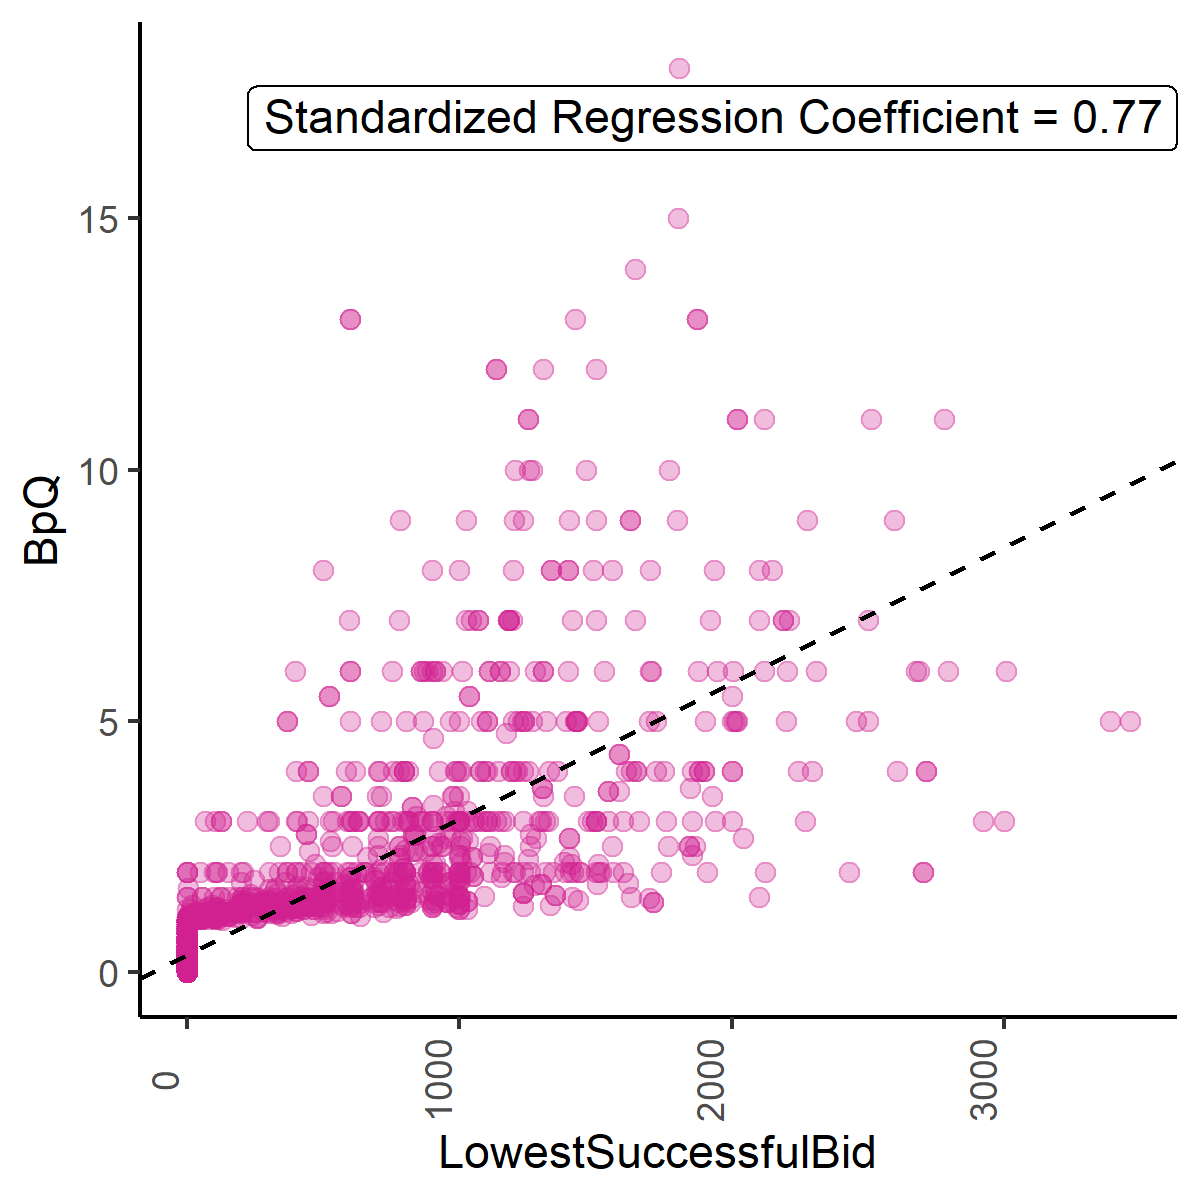 Standardized Regression Coefficient = 0.77
15
10
5
0
BpQ
0
1000
2000
3000
LowestSuccessfulBid